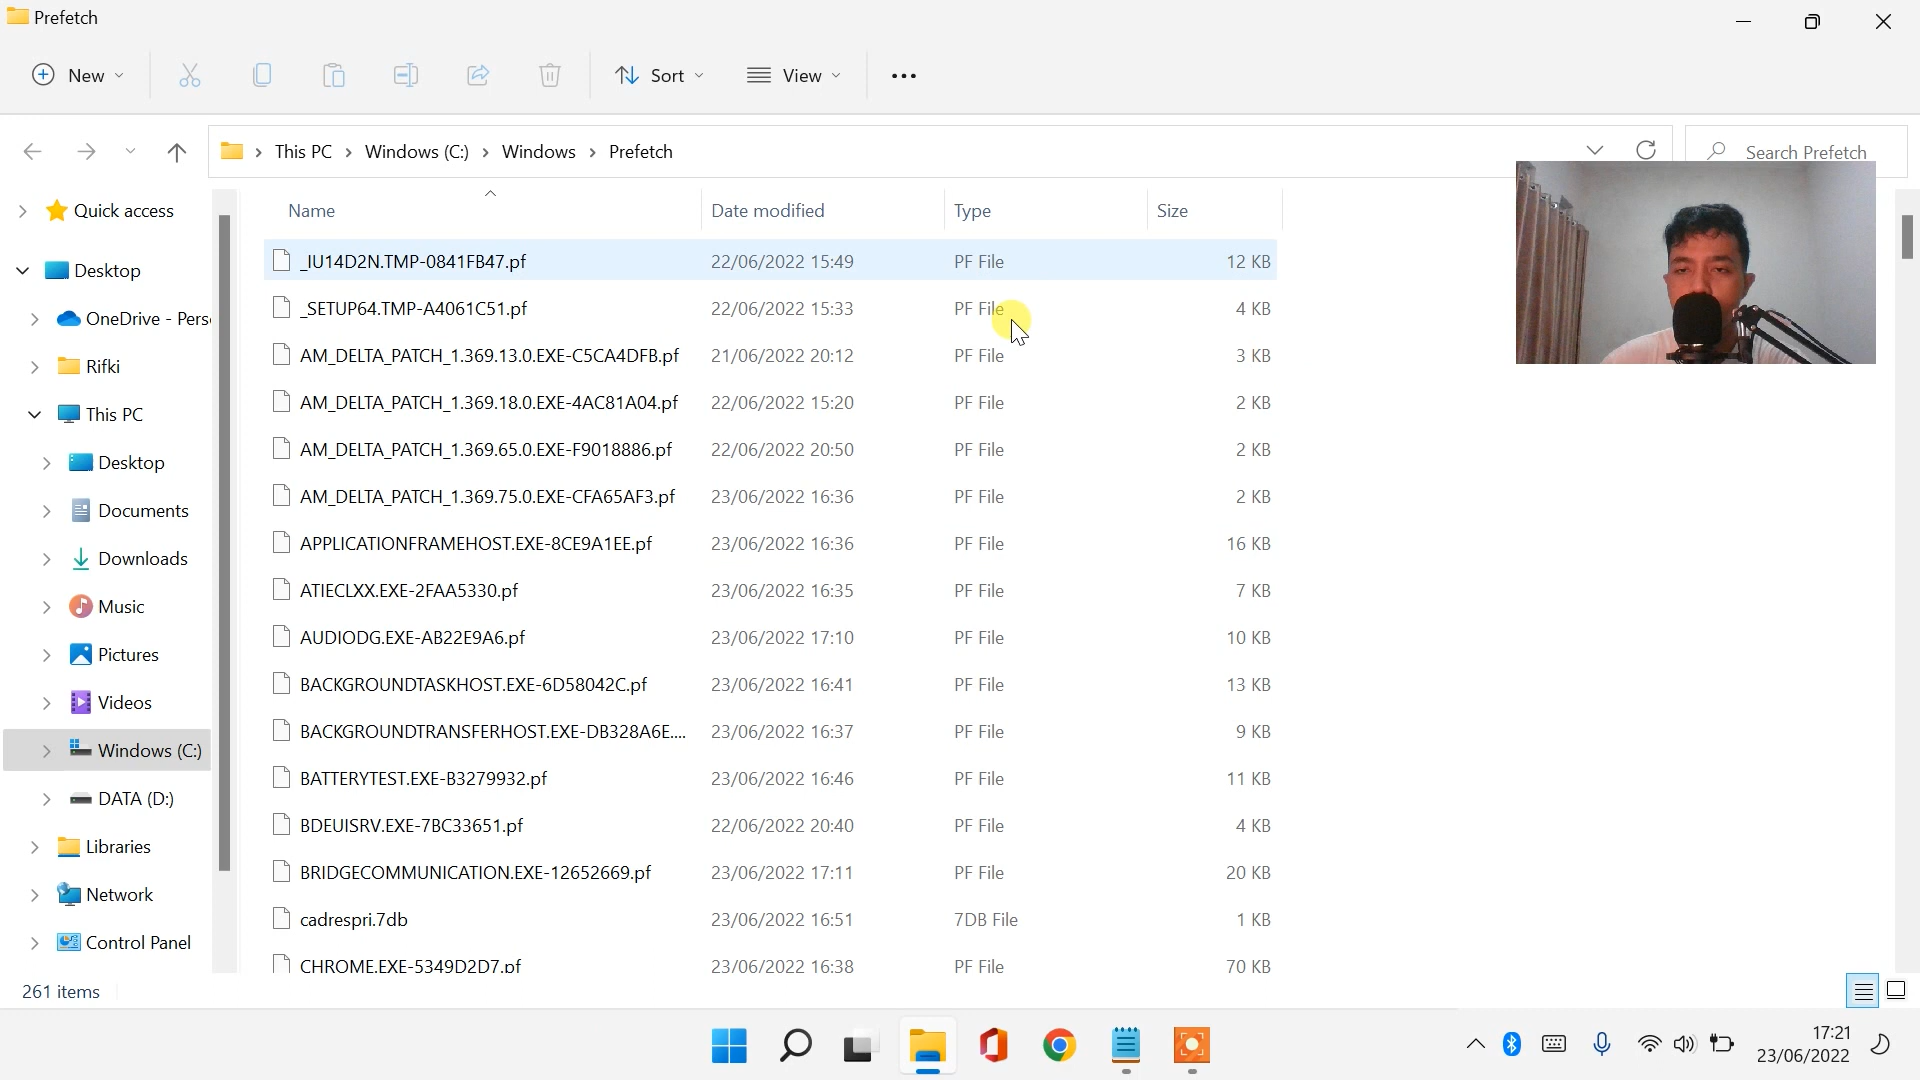 Prefetch
New
Sort
View
This PC
Windows (C:)
Windows
Prefetch
Search Prefetch
Quick access
Desktop
OneDrive - Pers
Rifki
This PC
Desktop
Documents
Downloads
Music
Pictures
Videos
Windows (C:)
DATA (D:)
Libraries
Network
Control Panel
Name Date modified Type Size
_IU14D2N.TMP-0841FB47.pf 22/06/2022 15:49 PF File 12 KB
_SETUP64.TMP-A4061C51.pf 22/06/2022 15:33 PF File 4 KB
AM_DELTA_PATCH_1.369.13.0.EXE-C5CA4DFB.pf 21/06/2022 20:12 PF File 3 KB
AM_DELTA_PATCH_1.369.18.0.EXE-4AC81A04.pf 22/06/2022 15:20 PF File 2 KB
AM_DELTA_PATCH_1.369.65.0.EXE-F9018886.pf 22/06/2022 20:50 PF File 2 KB
AM_DELTA_PATCH_1.369.75.0.EXE-CFA65AF3.pf 23/06/2022 16:36 PF File 2 KB
APPLICATIONFRAMEHOST.EXE-8CE9A1EE.pf 23/06/2022 16:36 PF File 16 KB
ATIECLXX.EXE-2FAA5330.pf 23/06/2022 16:35 PF File 7 KB
AUDIODG.EXE-AB22E9A6.pf 23/06/2022 17:10 PF File 10 KB
BACKGROUNDTASKHOST.EXE-6D58042C.pf 23/06/2022 16:41 PF File 13 KB
BACKGROUNDTRANSFERHOST.EXE-DB328A6E.... 23/06/2022 16:37 PF File 9 KB
BATTERYTEST.EXE-B3279932.pf 23/06/2022 16:46 PF File 11 KB
BDEUISRV.EXE-7BC33651.pf 22/06/2022 20:40 PF File 4 KB
BRIDGECOMMUNICATION.EXE-12652669.pf 23/06/2022 17:11 PF File 20 KB
cadrespri.7db 23/06/2022 16:51 7DB File 1 KB
CHROME.EXE-5349D2D7.pf 23/06/2022 16:38 PF File 70 KB
261 items
17:21
23/06/2022